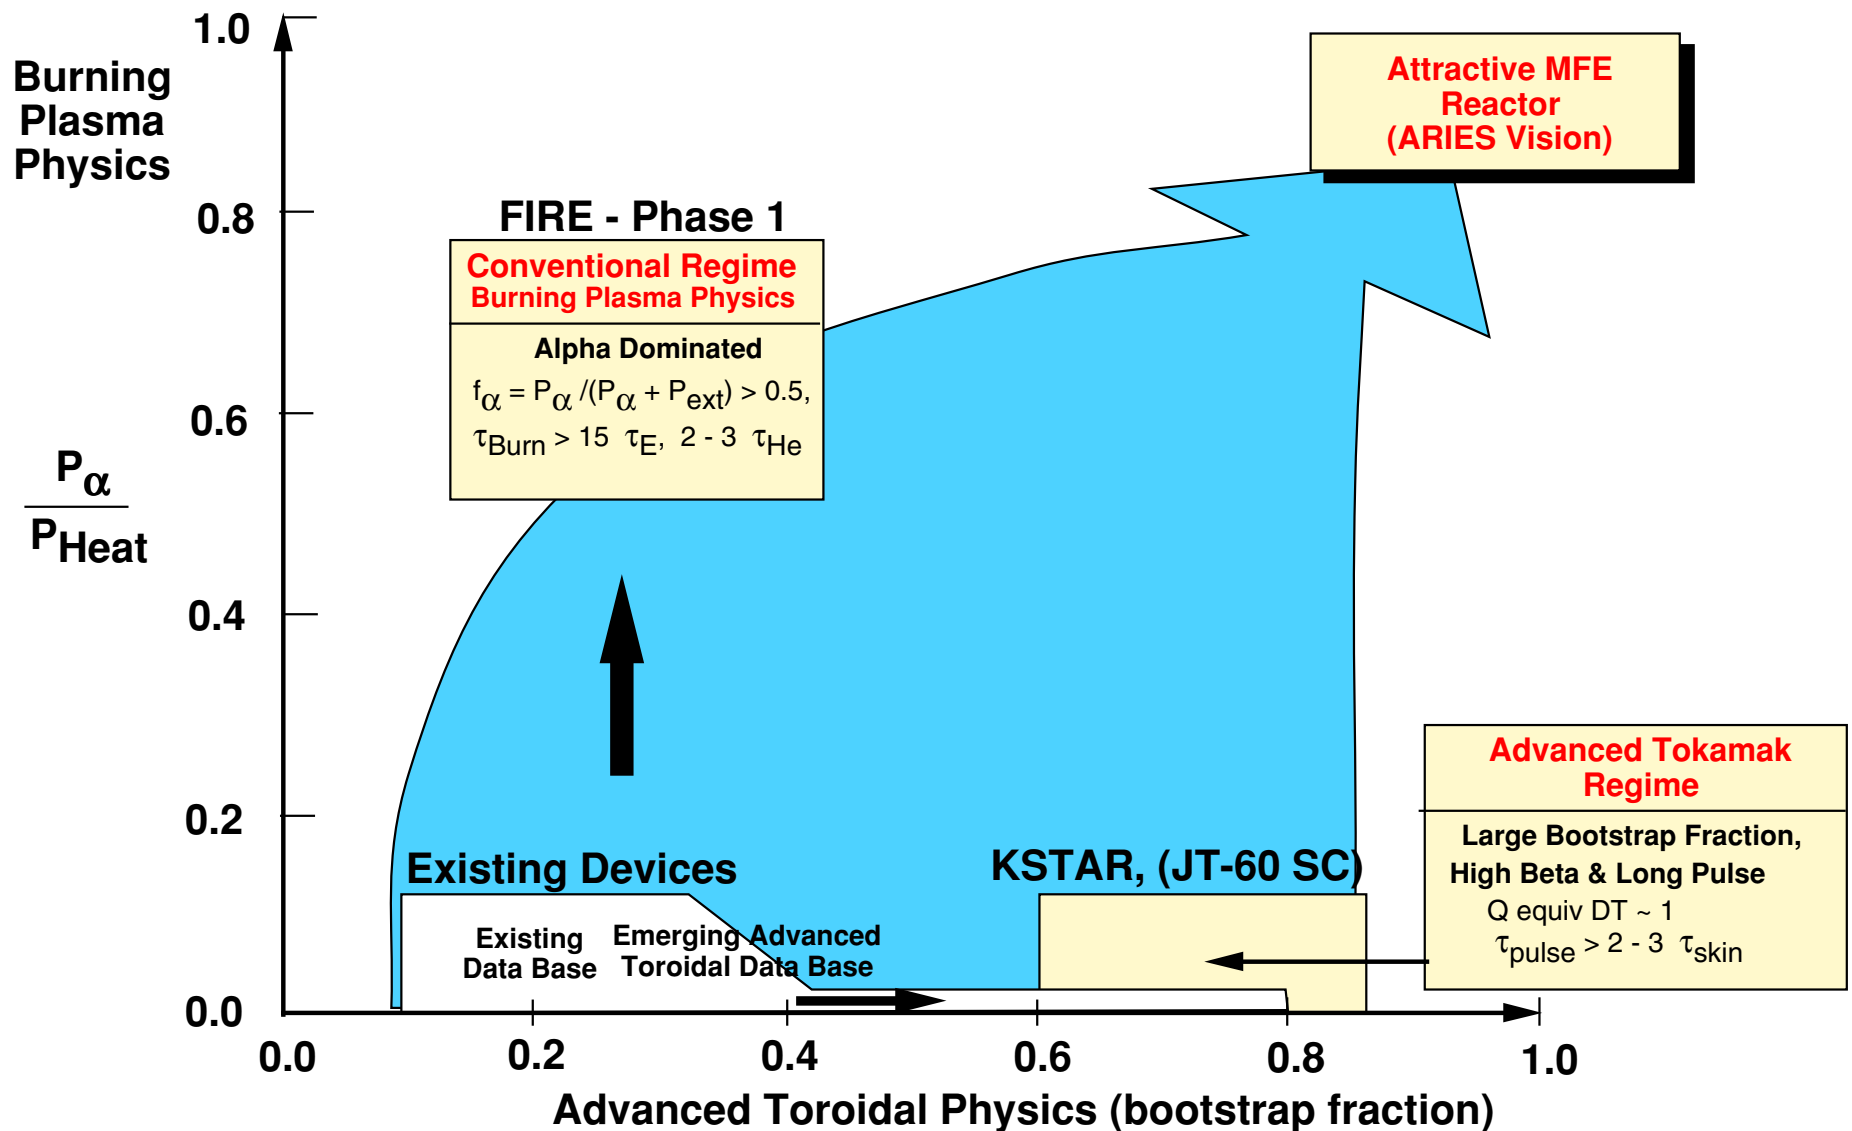 1.0
Burning
Plasma
Physics
Attractive MFE
Reactor
(ARIES Vision)
0.8
FIRE - Phase 1
Conventional Regime
Burning Plasma Physics
Alpha Dominated
fα = Pα /(Pα + Pext) > 0.5,
τBurn > 15 τE, 2 - 3 τHe
0.6
Pα
PHeat
0.4
0.2
Advanced Tokamak
Regime
Large Bootstrap Fraction,
High Beta & Long Pulse
Q equiv DT ~ 1
τpulse > 2 - 3 τskin
Existing Devices
KSTAR, (JT-60 SC)
Existing
Data Base
Emerging Advanced
Toroidal Data Base
0.0
0.0 0.2 0.4 0.6 0.8 1.0
Advanced Toroidal Physics (bootstrap fraction)